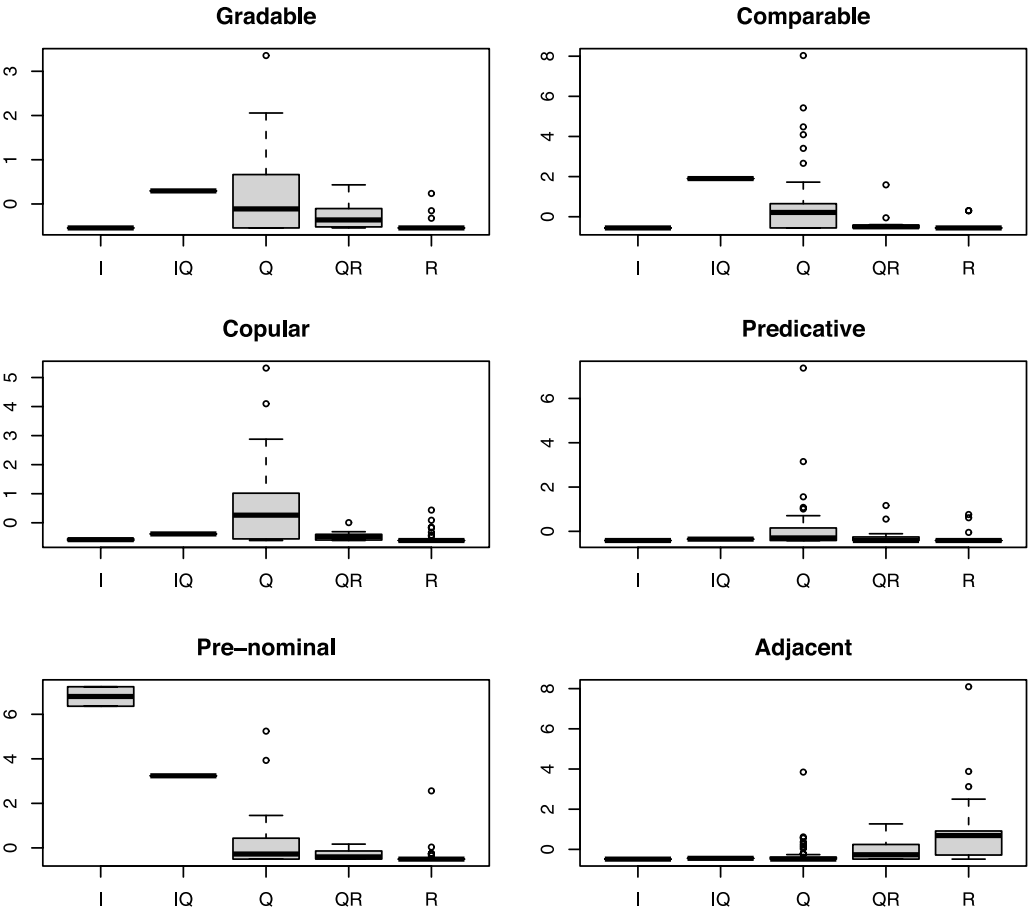 Gradable
3
2
1
0
I IQ Q QR R
Comparable
8
6
4
2
0
I IQ Q QR R
Copular
5
4
3
2
1
0
I IQ Q QR R
Predicative
6
4
2
0
I IQ Q QR R
Pre–nominal
6
4
2
0
I IQ Q QR R
Adjacent
8
6
4
2
0
I IQ Q QR R